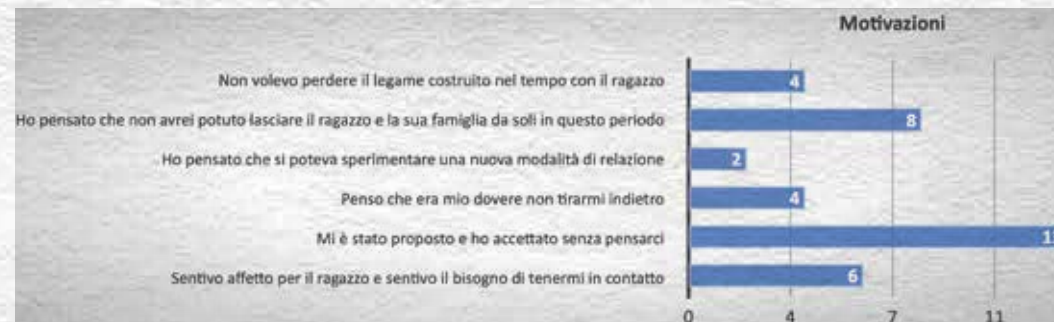 Motivazioni
Non volevo perdere il legame costruito nel tempo con il ragazzo
4
Ho pensato che non avrei potuto lasciare il ragazzo e la sua famiglia da soli in questo periodo
8
Ho pensato che si poteva sperimentare una nuova modalità di relazione
2
Penso che era mio dovere non tirarmi indietro
4
Mi è stato proposto e ho accettato senza pensarci
Sentivo affetto per il ragazzo e sentivo il bisogno di tenermi in contatto
6
0 4 7 11